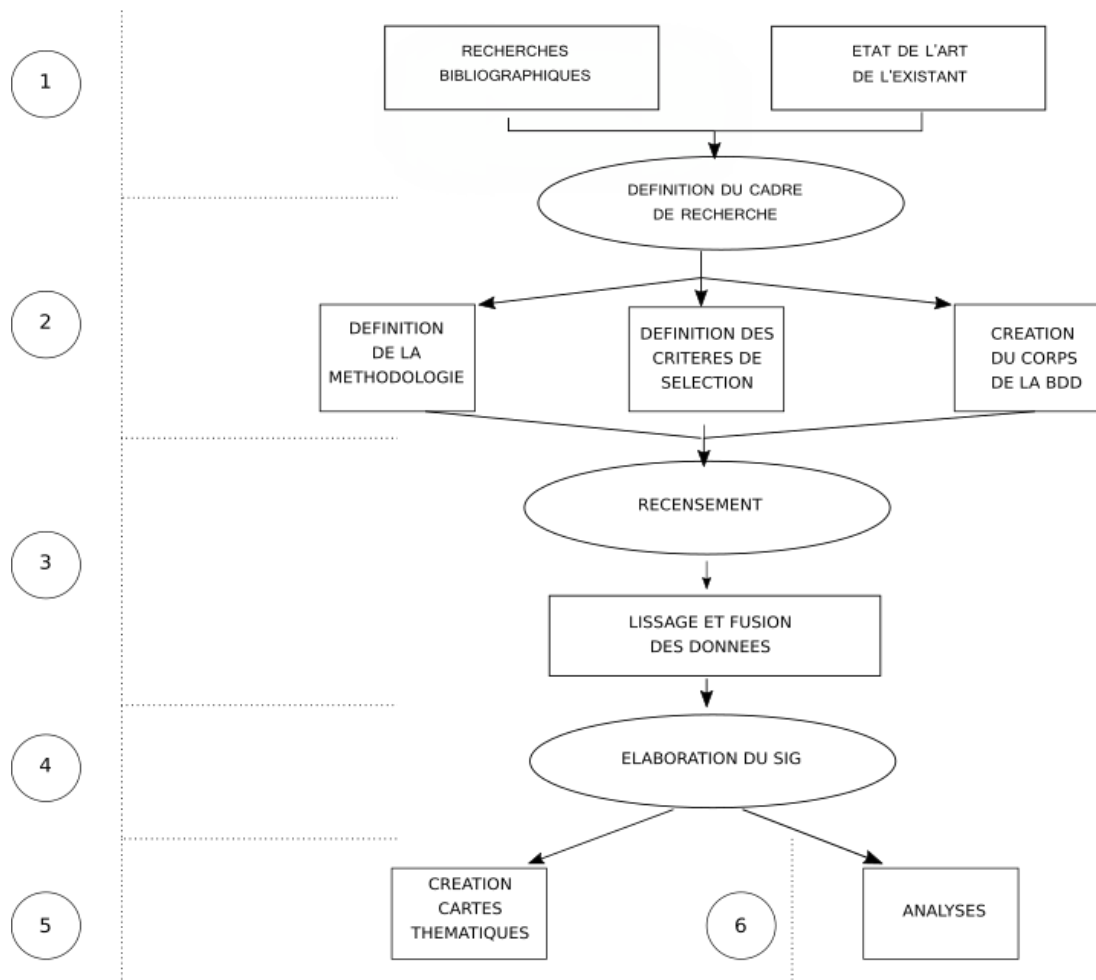 1
RECHERCHES
BIBLIOGRAPHIQUES
ETAT DE L'ART
DE L'EXISTANT
DEFINITION DU CADRE
DE RECHERCHE
2
DEFINITION
DE LA
METHODOLOGIE
DEFINITION DES
CRITERES DE
SELECTION
CREATION
DU CORPS
DE LA BDD
3
RECENSEMENT
LISSAGE ET FUSION
DES DONNEES
4
ELABORATION DU SIG
5
CREATION
CARTES
THEMATIQUES
6
ANALYSES